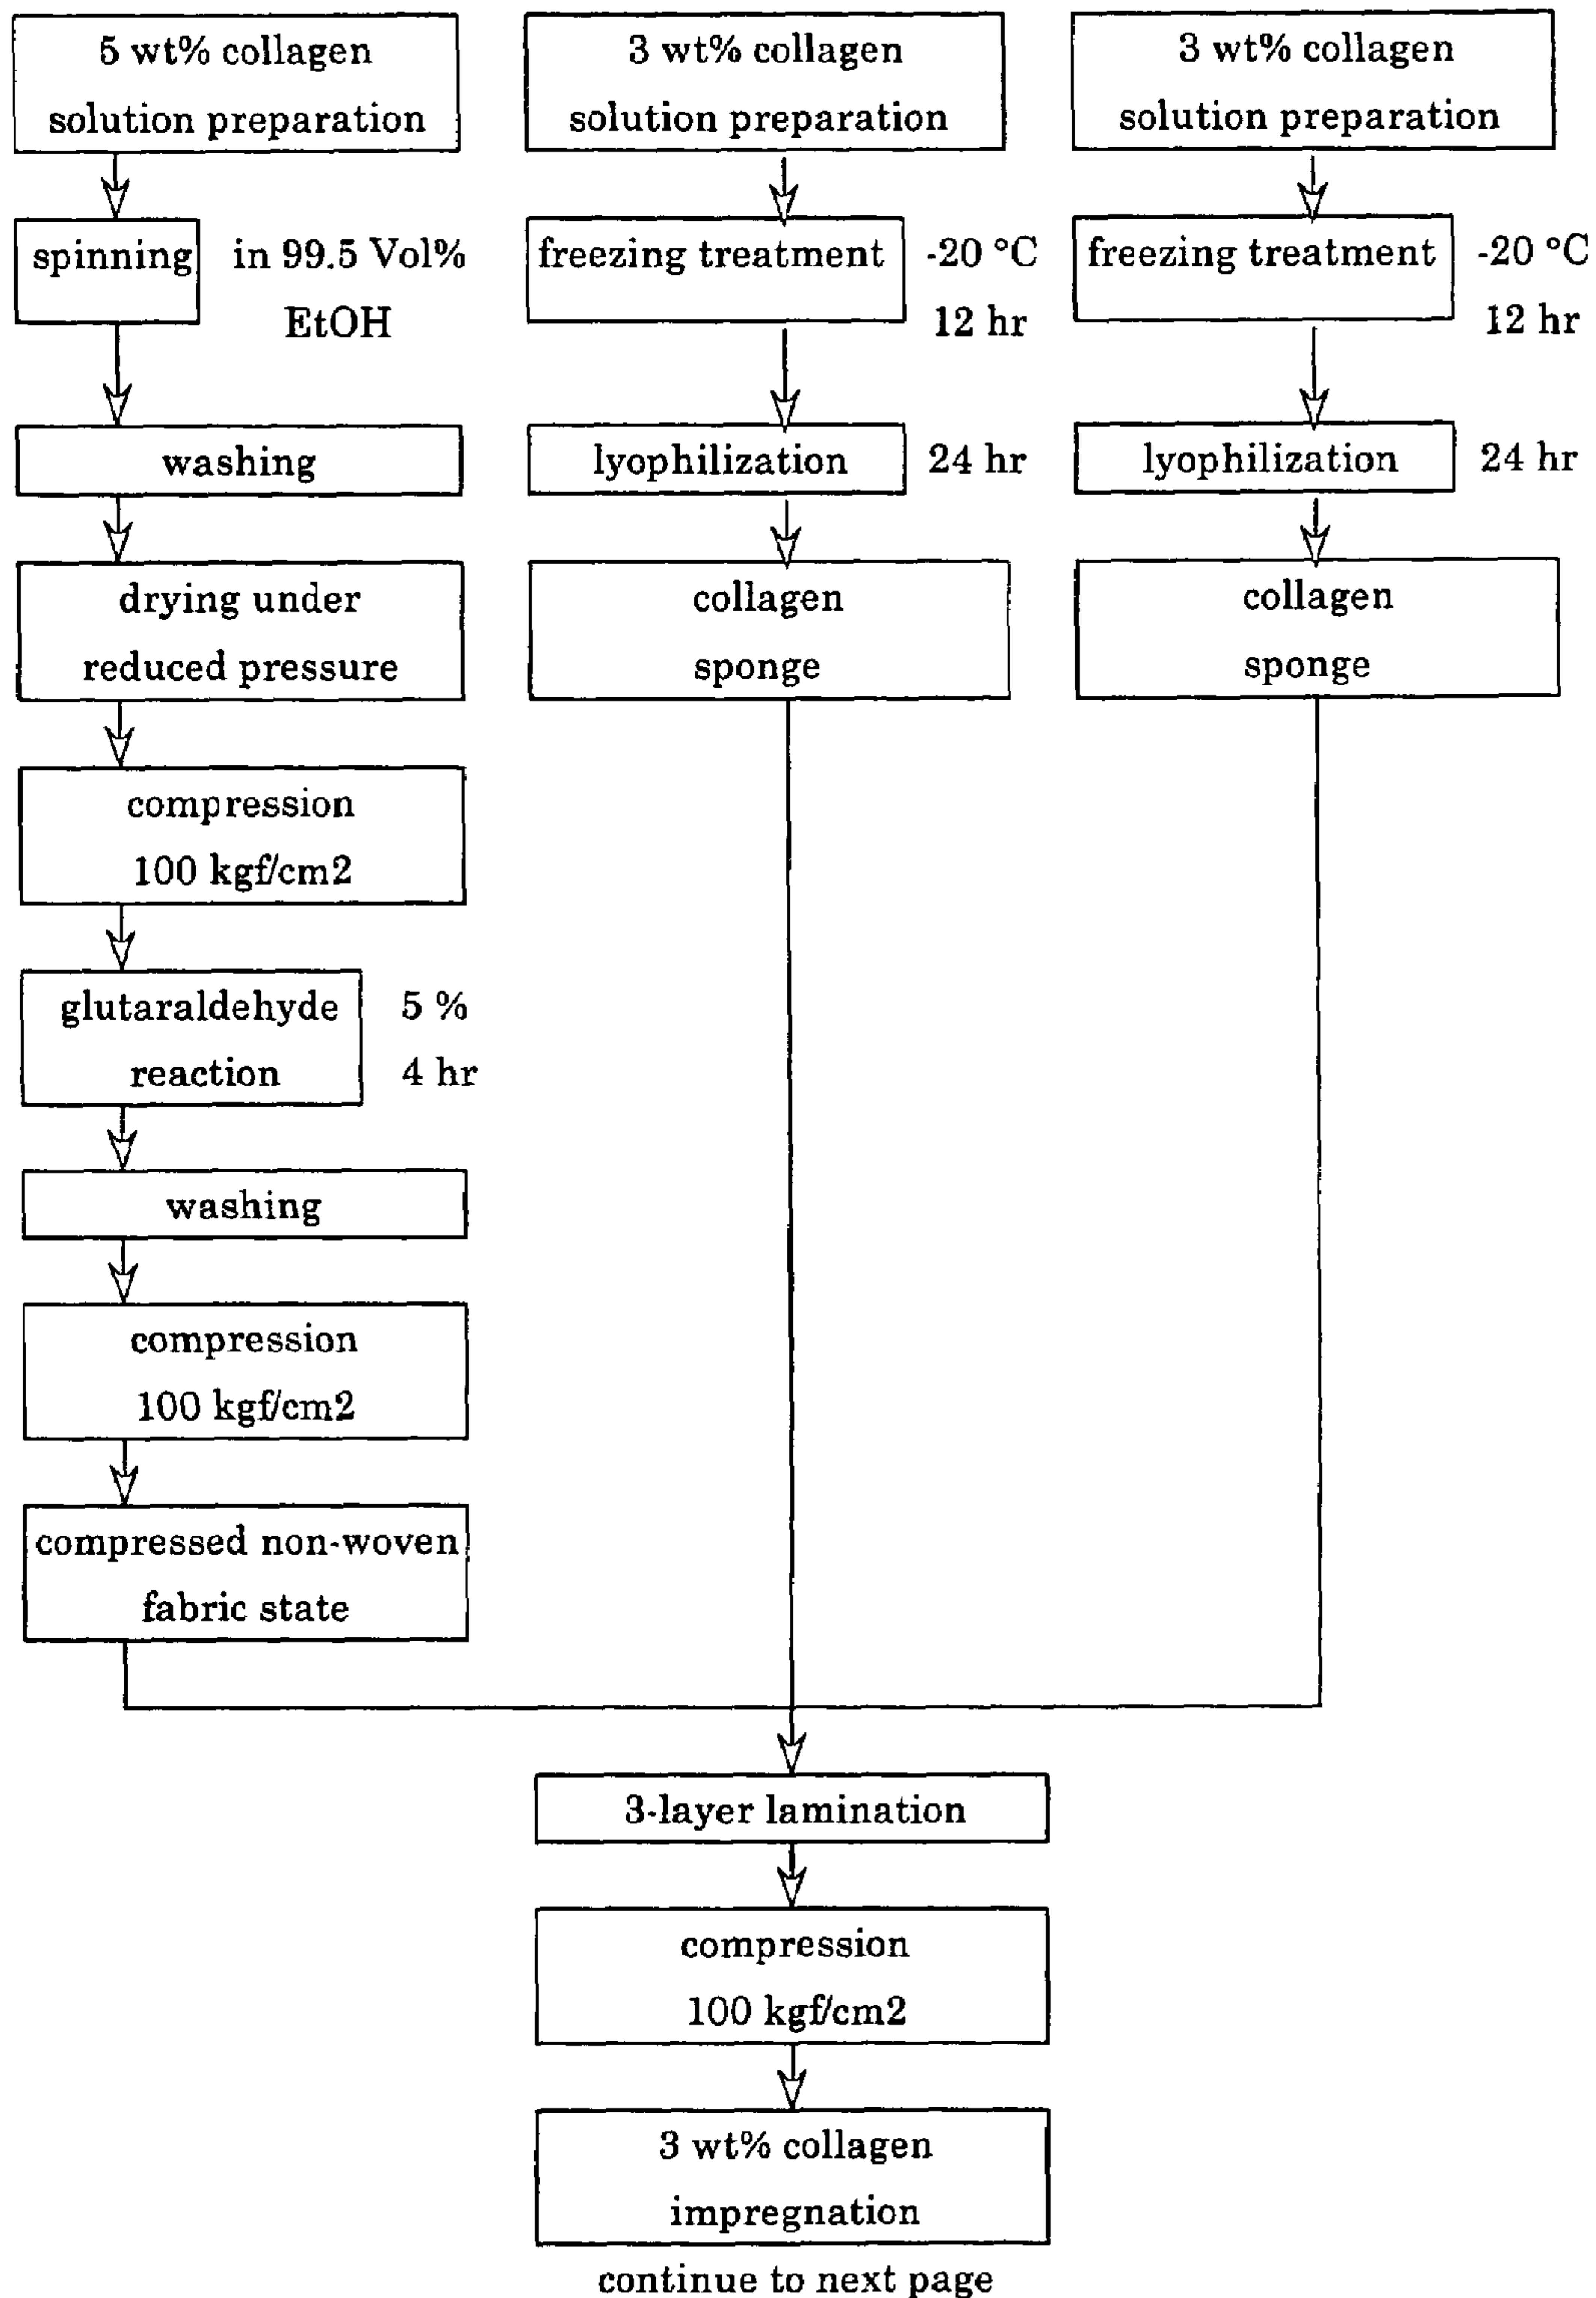 5 wt% collagen
solution preparation
spinning
in 99.5 Vol%
EtOH
washing
drying under
reduced pressure
compression
100 kgf/cm2
glutaraldehyde
reaction
5 %
4 hr
washing
compression
100 kgf/cm2
compressed non-woven
fabric state
3 wt% collagen
solution preparation
freezing treatment
-20 °C
12 hr
lyophilization
24 hr
collagen
sponge
3 wt% collagen
solution preparation
freezing treatment
-20 °C
12 hr
lyophilization
24 hr
collagen
sponge
3-layer lamination
compression
100 kgf/cm2
3 wt% collagen
impregnation
continue to next page